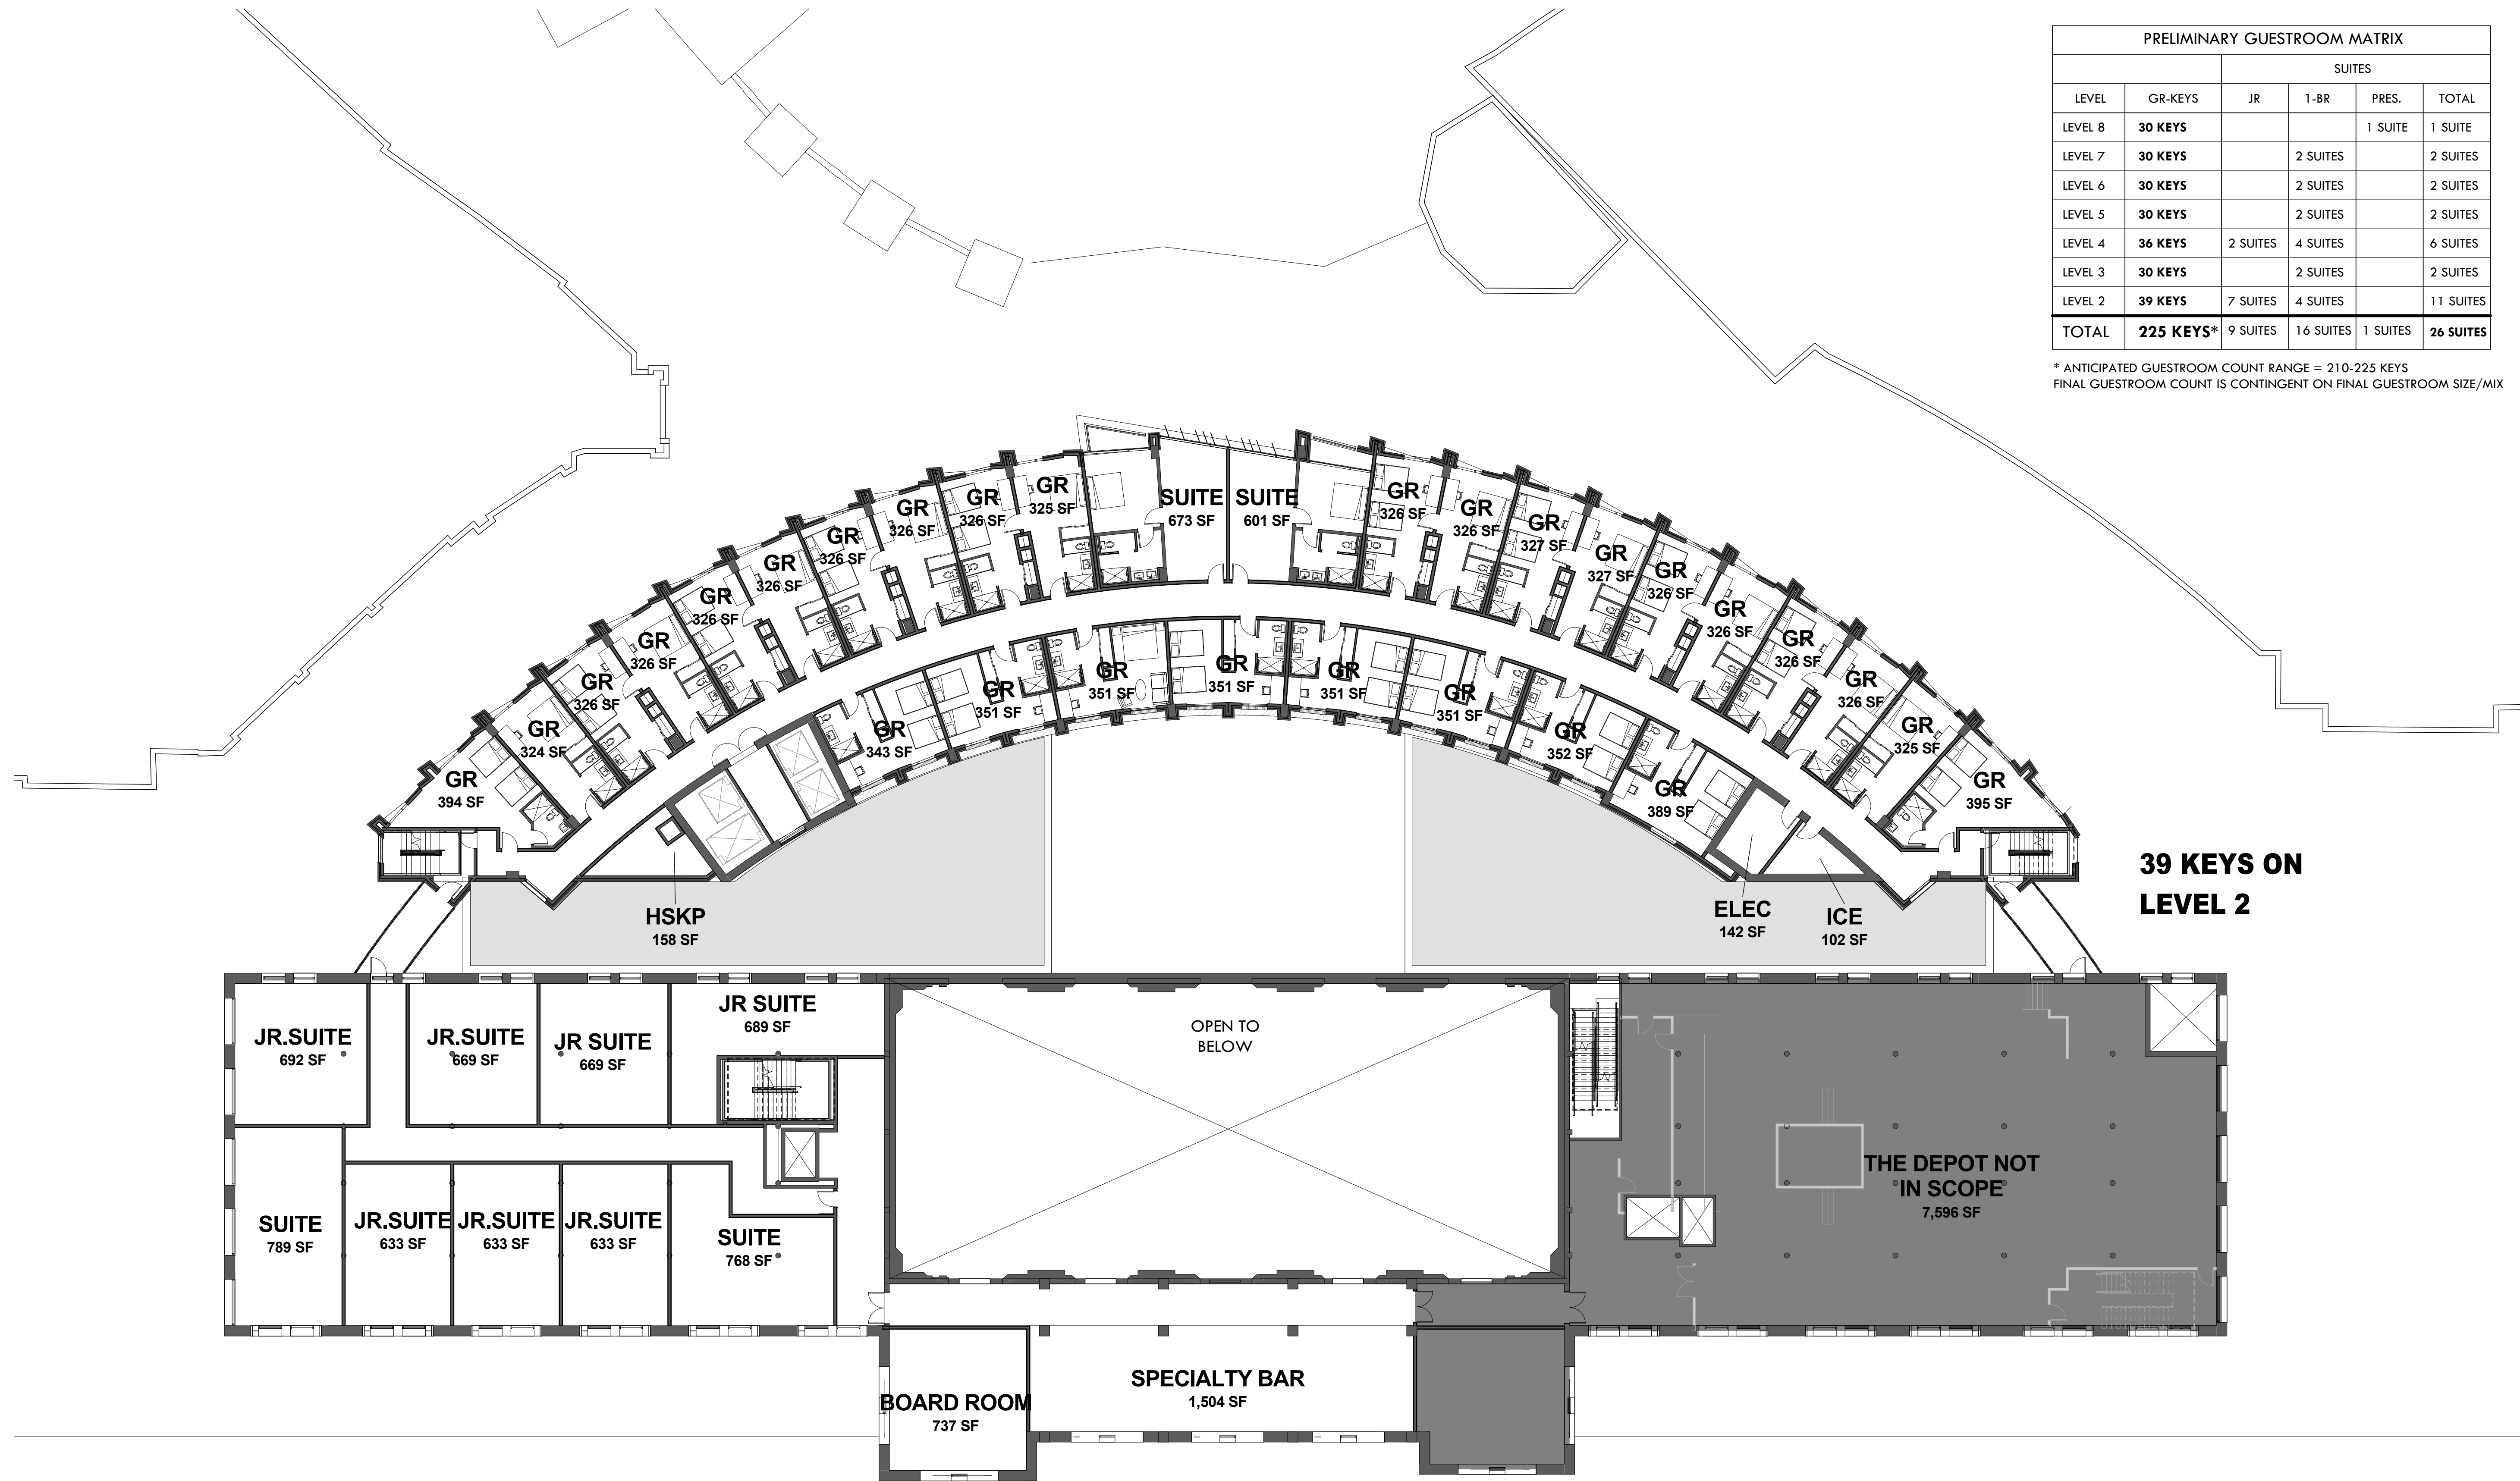 PRELIMINARY GUESTROOM MATRIX
SUITES
LEVEL GR-KEYS JR 1-BR PRES. TOTAL
LEVEL 8 30 KEYS 1 SUITE 1 SUITE
LEVEL 7 30 KEYS 2 SUITES 2 SUITES
LEVEL 6 30 KEYS 2 SUITES 2 SUITES
LEVEL 5 30 KEYS 2 SUITES 2 SUITES
LEVEL 4 36 KEYS 2 SUITES 4 SUITES 6 SUITES
LEVEL 3 30 KEYS 2 SUITES 2 SUITES
LEVEL 2 39 KEYS 7 SUITES 4 SUITES 11 SUITES
TOTAL 225 KEYS* 9 SUITES 16 SUITES 1 SUITES 26 SUITES
* ANTICIPATED GUESTROOM COUNT RANGE = 210-225 KEYS
FINAL GUESTROOM COUNT IS CONTINGENT ON FINAL GUESTROOM SIZE/MIX
GR
394 SF
GR
324 SF
GR
326 SF
GR
326 SF
GR
326 SF
GR
326 SF
GR
326 SF
GR
326 SF
GR
326 SF
GR
325 SF
SUITE
673 SF
SUITE
601 SF
GR
326 SF
GR
326 SF
GR
327 SF
GR
327 SF
GR
326 SF
GR
326 SF
GR
326 SF
GR
326 SF
GR
325 SF
GR
395 SF
GR
343 SF
GR
351 SF
GR
351 SF
GR
351 SF
GR
351 SF
GR
351 SF
GR
352 SF
GR
389 SF
39 KEYS ON
LEVEL 2
HSKP
158 SF
ELEC
142 SF
ICE
102 SF
JR.SUITE
692 SF
JR.SUITE
669 SF
JR SUITE
669 SF
JR SUITE
689 SF
OPEN TO
BELOW
THE DEPOT NOT
IN SCOPE
7,596 SF
SUITE
789 SF
JR.SUITE
633 SF
JR.SUITE
633 SF
JR.SUITE
633 SF
SUITE
768 SF
BOARD ROOM
737 SF
SPECIALTY BAR
1,504 SF